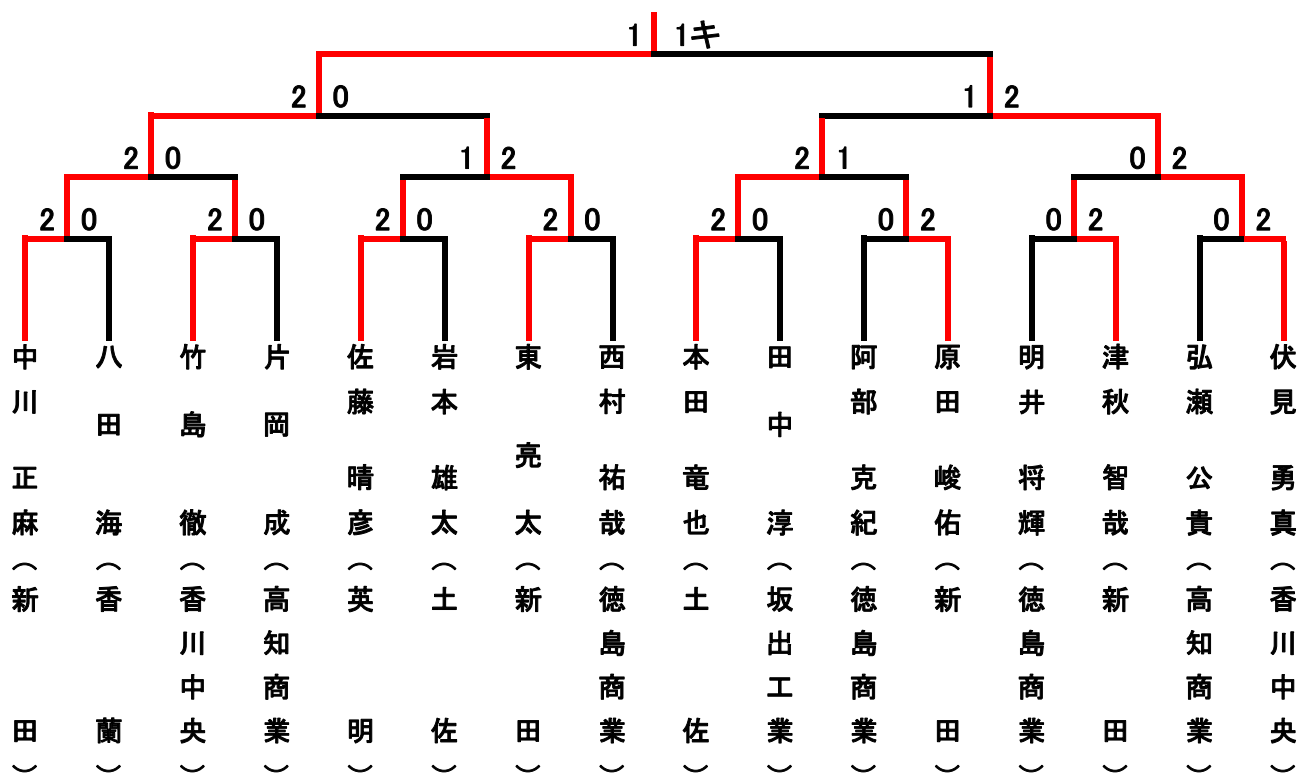 1 1キ
2 0 1 2
2 0 1 2 2 1 0 2
2 0 2 0 2 0 2 0 2 0 0 2 0 2 0 2
中川正麻(新田)
八田海(香蘭)
竹島徹(香川中央)
片岡成(高知商業)
佐藤晴彦(英明)
岩本雄太(土佐)
東亮太(新田)
西村祐哉(徳島商業)
本田竜也(土佐)
田中淳(坂出工業)
阿部克紀(徳島商業)
原田峻佑(新田)
明井将輝(徳島商業)
津秋智哉(新田)
弘瀬公貴(高知商業)
伏見勇真(香川中央)